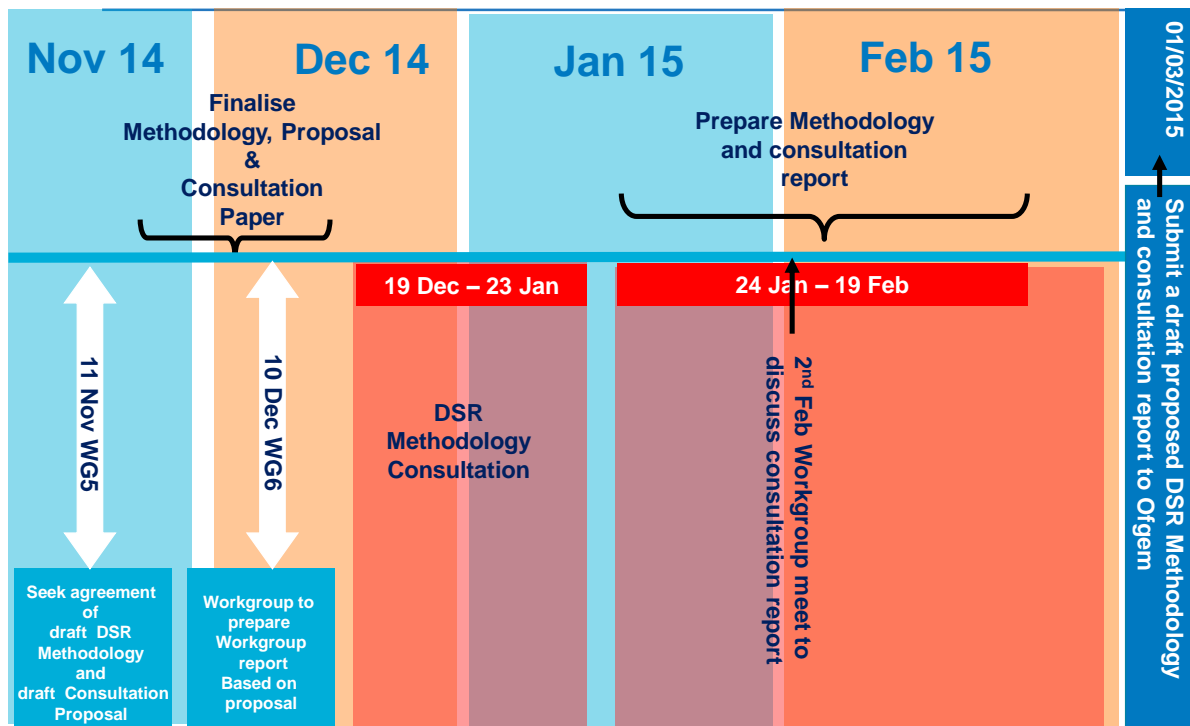 Nov 14
Dec 14
Jan 15
Feb 15
01/03/2015
Finalise
Methodology, Proposal
&
Consultation
Paper
Prepare Methodology
and consultation
report
19 Dec – 23 Jan
24 Jan – 19 Feb
11 Nov WG5
10 Dec WG6
DSR
Methodology
Consultation
2nd Feb Workgroup meet to
discuss consultation report
Submit a draft proposed DSR Methodology
and consultation report to Ofgem
Seek agreement
of
draft DSR
Methodology
and
draft Consultation
Proposal
Workgroup to
prepare
Workgroup
report
Based on
proposal